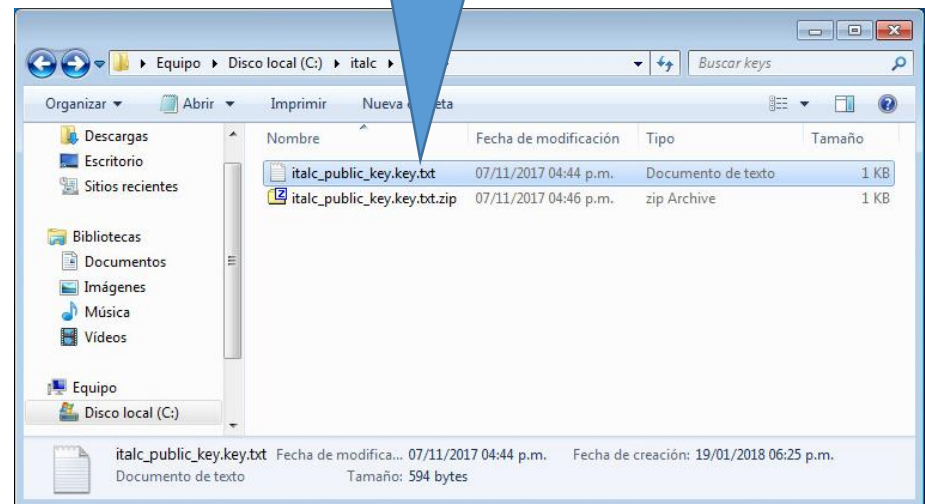 Equipo ▸ Disco local (C:) ▸ italc ▸
Buscar keys
Organizar Abrir Imprimir Nueva
Descargas
Escritorio
Sitios recientes
Bibliotecas
Documentos
Imágenes
Música
Vídeos
Equipo
Disco local (C:)
Nombre Fecha de modificación Tipo Tamaño
italc_public_key.key.txt 07/11/2017 04:44 p.m. Documento de texto 1 KB
italc_public_key.key.txt.zip 07/11/2017 04:46 p.m. zip Archive 1 KB
italc_public_key.key.txt Fecha de modifica... 07/11/2017 04:44 p.m. Fecha de creación: 19/01/2018 06:25 p.m.
Documento de texto Tamaño: 594 bytes